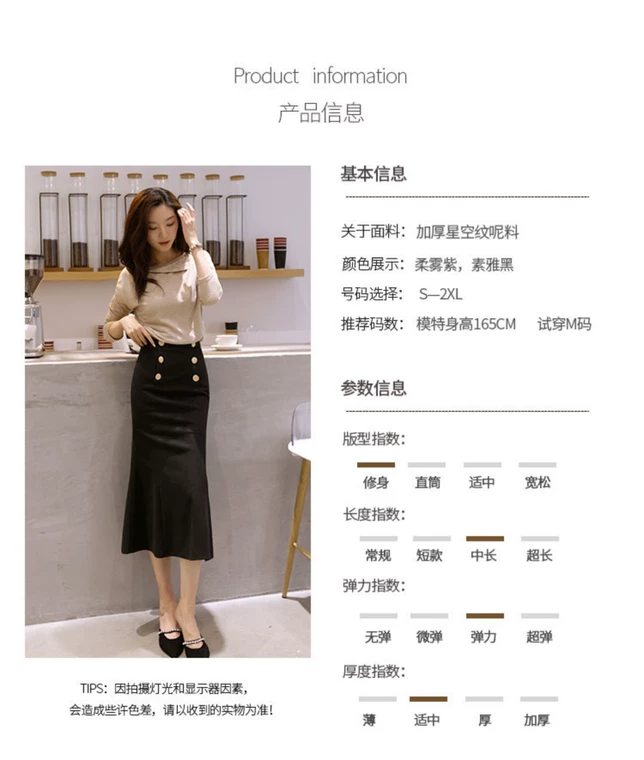 Product information
产品信息
基本信息
关于面料：加厚星空纹呢料
颜色展示：柔雾紫，素雅黑
号码选择： S—2XL
推荐码数：模特身高165CM 试穿M码
参数信息
版型指数：
修身 直筒 适中 宽松
长度指数：
常规 短款 中长 超长
弹力指数：
无弹 微弹 弹力 超弹
厚度指数：
薄 适中 厚 加厚
TIPS：因拍摄灯光和显示器因素，
会造成些许色差，请以收到的实物为准！